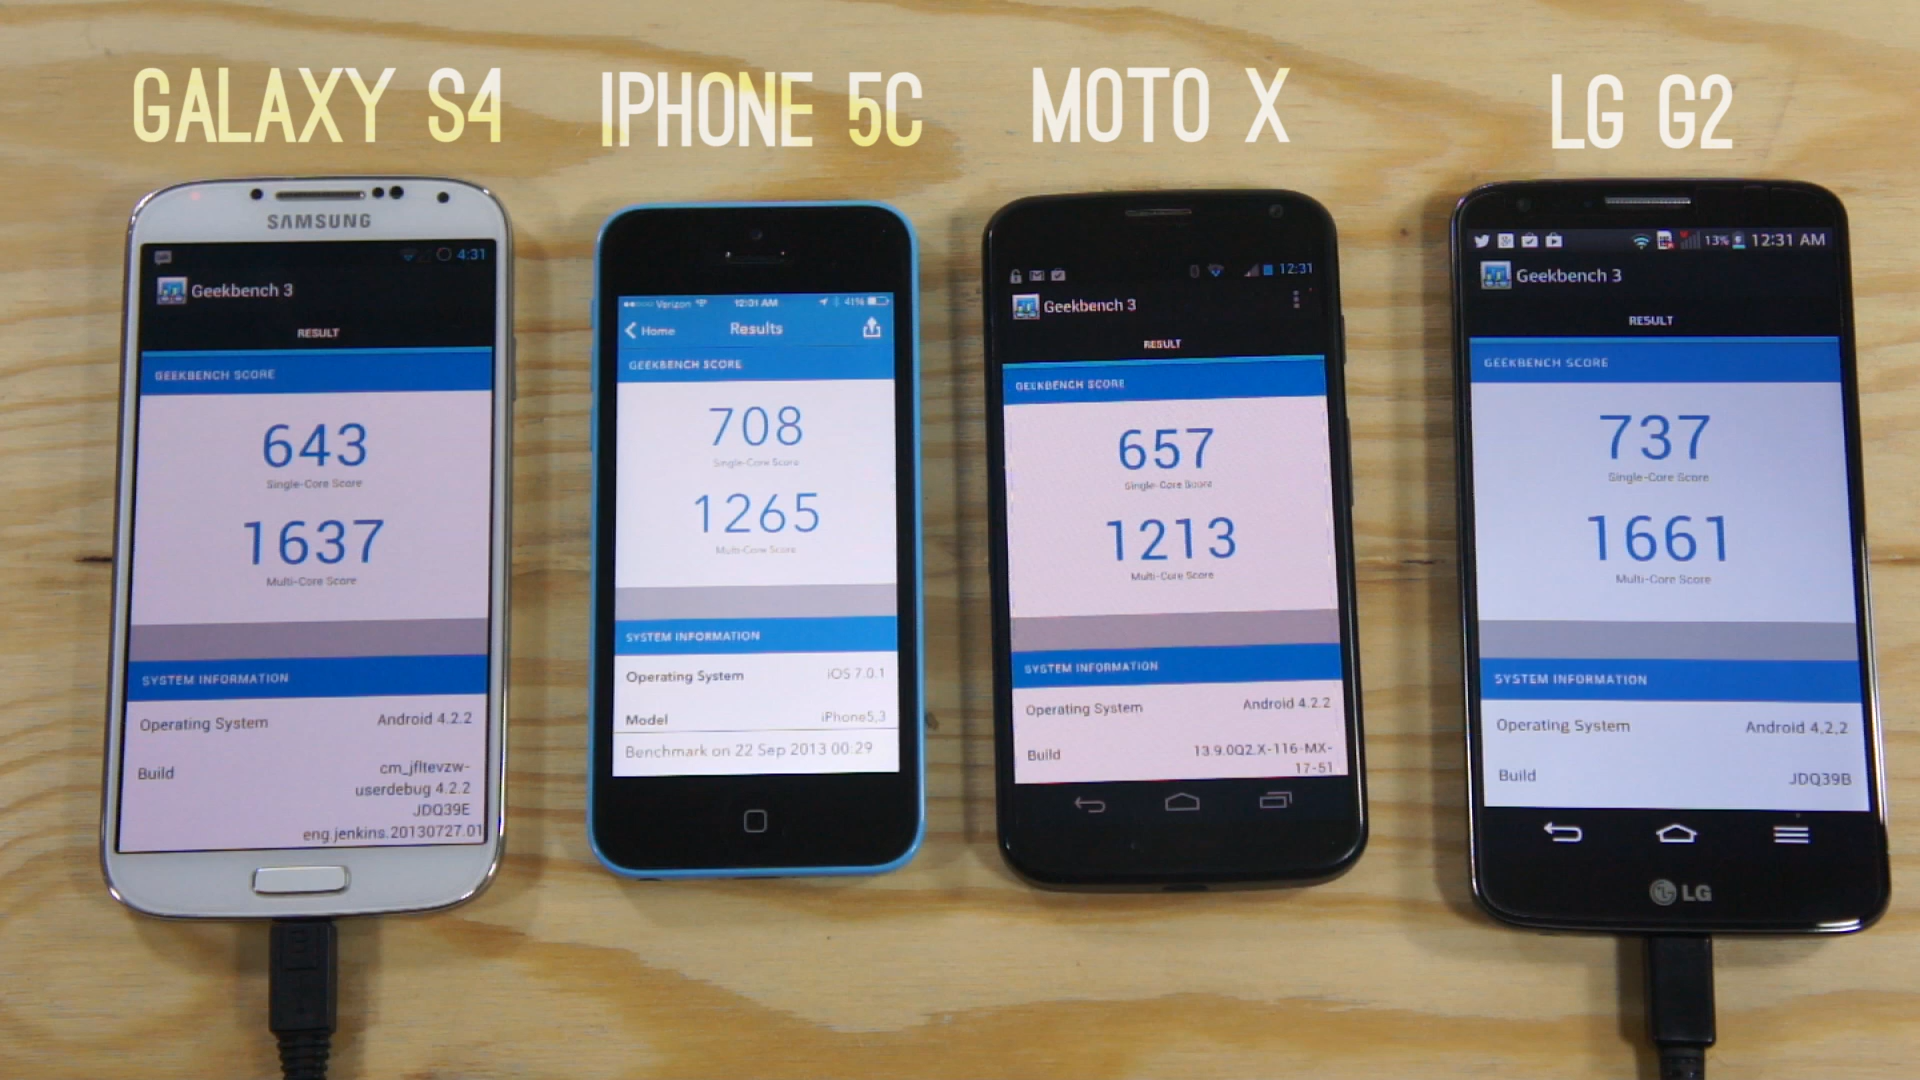 GALAXY S4
SAMSUNG
4:31
Geekbench 3
RESULT
GEEKBENCH SCORE
643
Single-Core Score
1637
Multi-Core Score
SYSTEM INFORMATION
Operating System Android 4.2.2
Build cm_jfltevzw-
userdebug 4.2.2
JDQ39E
eng.jenkins.20130727.01
IPHONE 5C
Verizon 12:01 AM 41%
Home Results
GEEKBENCH SCORE
708
Single-Core Score
1265
Multi-Core Score
SYSTEM INFORMATION
Operating System iOS 7.0.1
Model iPhone5,3
Benchmark on 22 Sep 2013 00:29
MOTO X
12:31
Geekbench 3
RESULT
GEEKBENCH SCORE
657
Single-Core Score
1213
Multi-Core Score
SYSTEM INFORMATION
Operating System Android 4.2.2
Build 13.9.0Q2.X-116-MX-
17-51
LG G2
13% 12:31 AM
Geekbench 3
RESULT
GEEKBENCH SCORE
737
Single-Core Score
1661
Multi-Core Score
SYSTEM INFORMATION
Operating System Android 4.2.2
Build JDQ39B
LG